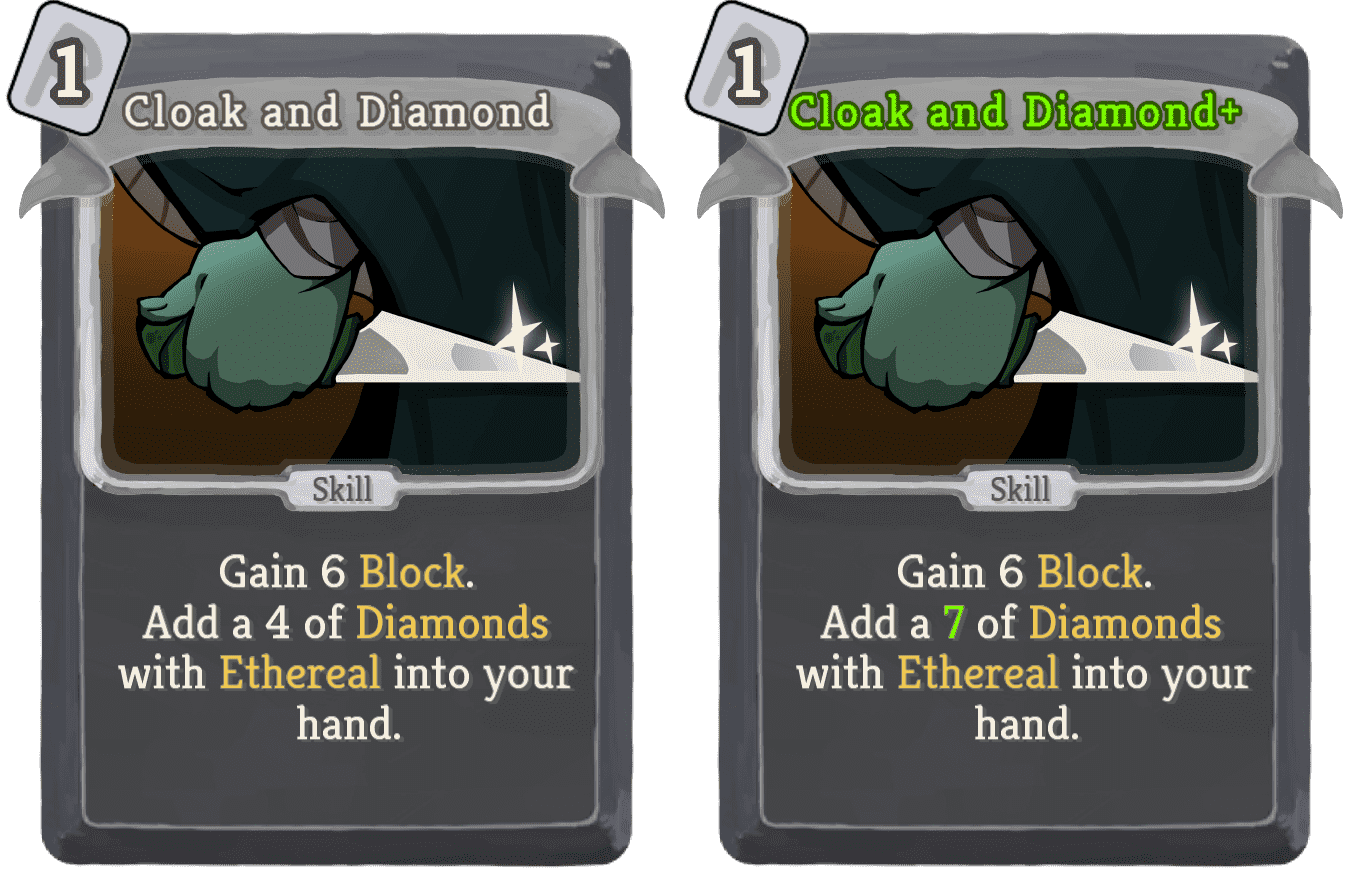 1
Cloak and Diamond
Skill
Gain 6 Block.
Add a 4 of Diamonds
with Ethereal into your
hand.
1
Cloak and Diamond+
Skill
Gain 6 Block.
Add a 7 of Diamonds
with Ethereal into your
hand.